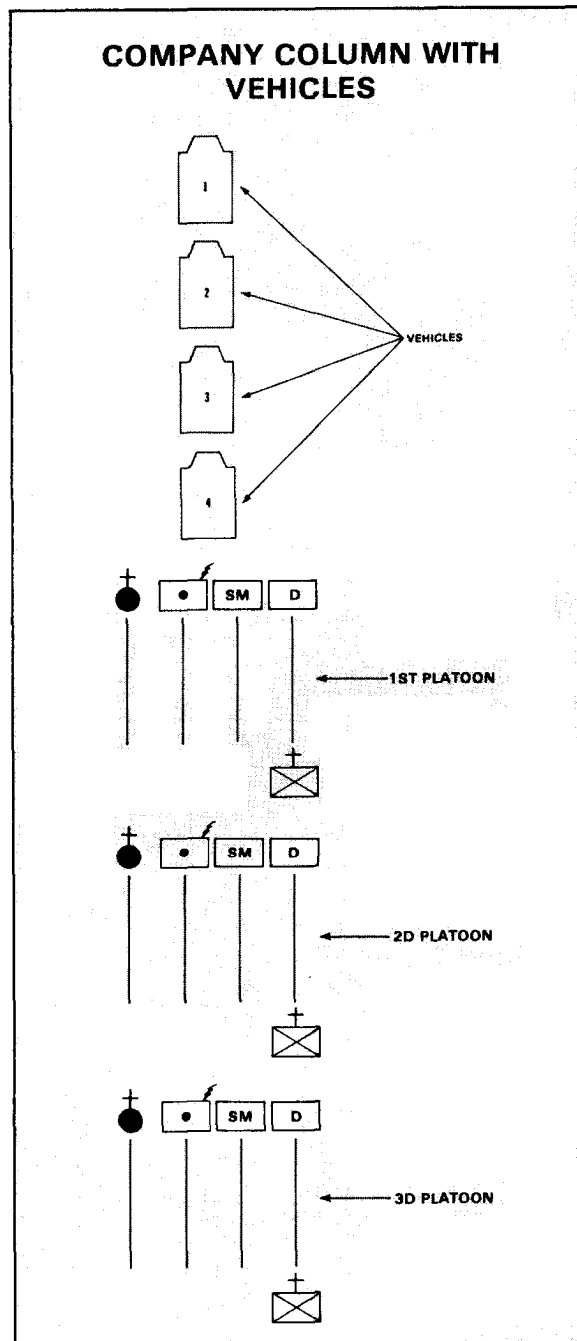 COMPANY COLUMN WITH
VEHICLES
1
2
VEHICLES
3
4
SM D
1ST PLATOON
SM D
2D PLATOON
SM D
3D PLATOON